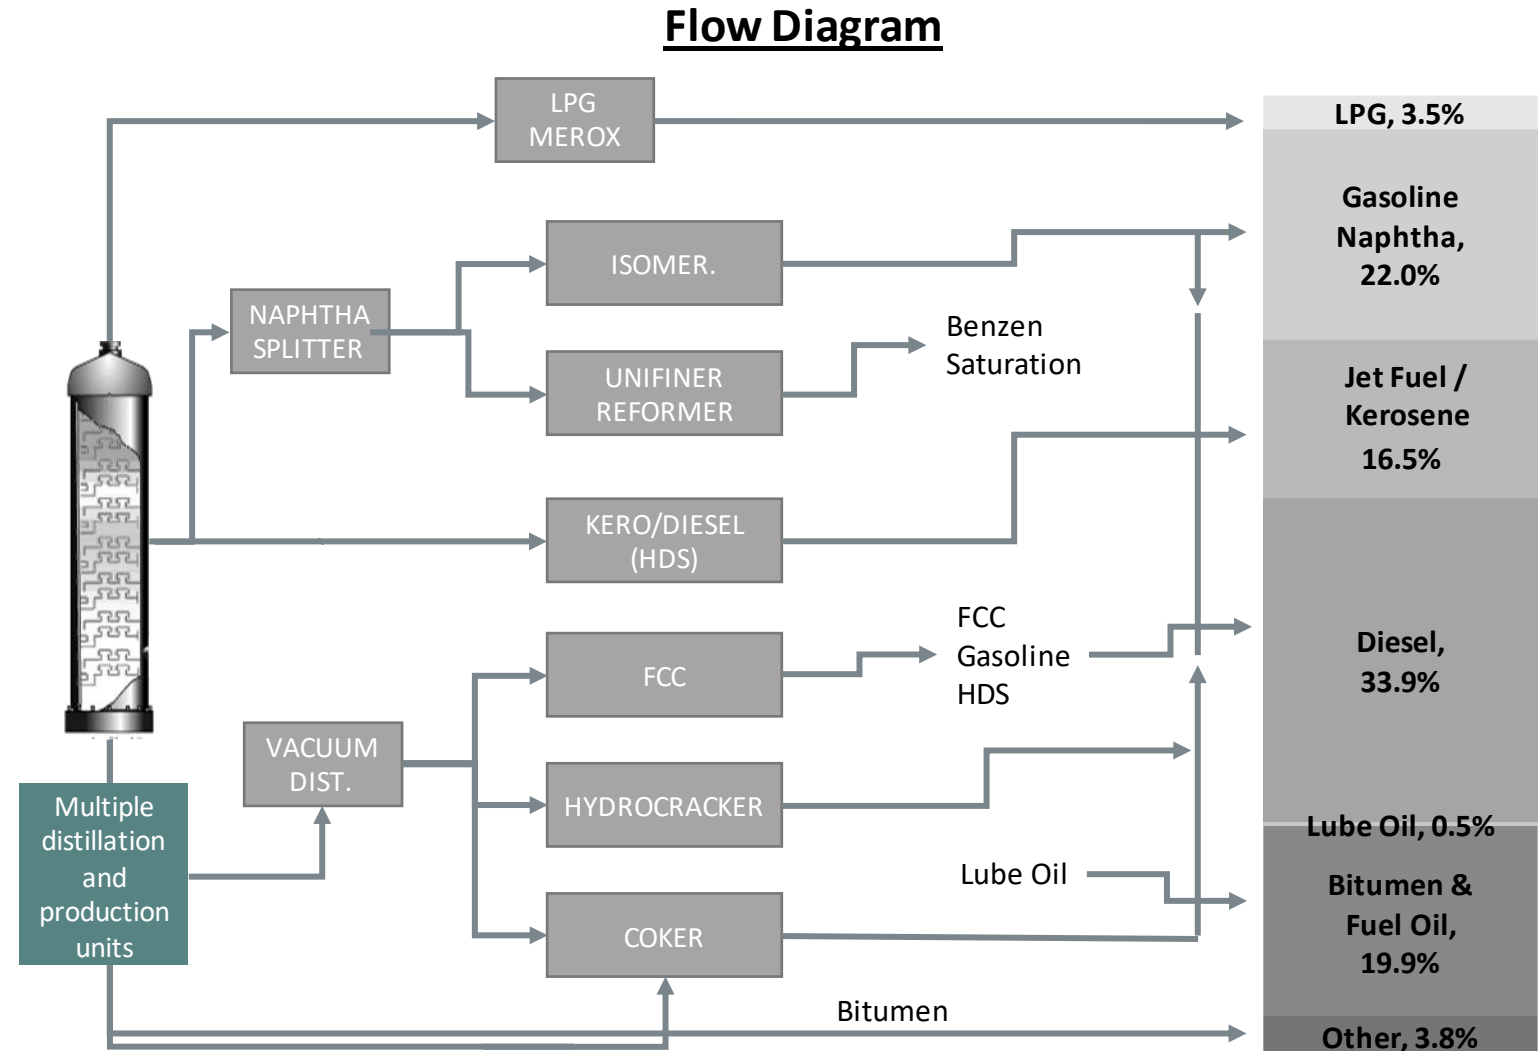 Flow Diagram
LPG
MEROX
LPG, 3.5%
Gasoline
Naphtha,
22.0%
ISOMER.
NAPHTHA
SPLITTER
Benzen
Saturation
UNIFINER
REFORMER
Jet Fuel /
Kerosene
16.5%
KERO/DIESEL
(HDS)
FCC
Gasoline
HDS
FCC
Diesel,
33.9%
VACUUM
DIST.
HYDROCRACKER
Multiple
distillation
and
production
units
Lube Oil, 0.5%
Lube Oil
Bitumen &
Fuel Oil,
19.9%
COKER
Bitumen
Other, 3.8%